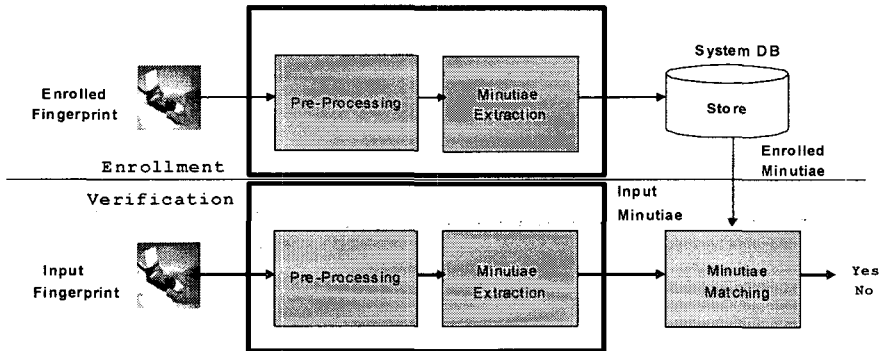 System DB
Enrolled
Fingerprint
Pre-Processing
Minutiae
Extraction
Store
Enrolled
Minutiae
Enrollment
Verification
Input
Minutiae
Input
Fingerprint
Pre-Processing
Minutiae
Extraction
Minutiae
Matching
Yes
No